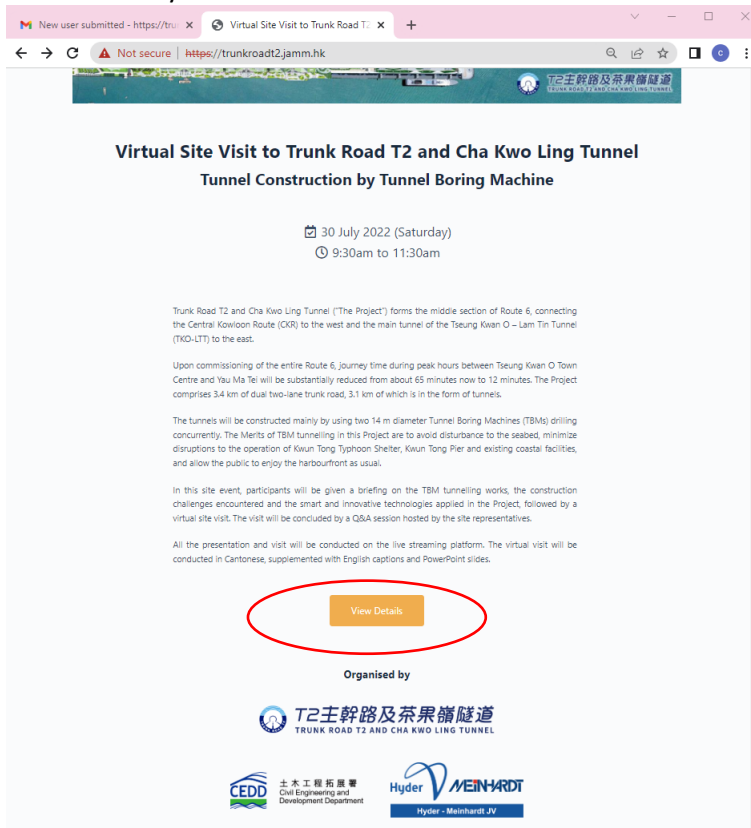 New user submitted - https://tru
Virtual Site Visit to Trunk Road T2
Not secure | https://trunkroadt2.jamm.hk
C
T2主幹路及茶果嶺隧道
TRUNK ROAD T2 AND CHA KWO LING TUNNEL
Virtual Site Visit to Trunk Road T2 and Cha Kwo Ling Tunnel
Tunnel Construction by Tunnel Boring Machine
30 July 2022 (Saturday)
9:30am to 11:30am
Trunk Road T2 and Cha Kwo Ling Tunnel ("The Project") forms the middle section of Route 6, connecting
the Central Kowloon Route (CKR) to the west and the main tunnel of the Tseung Kwan O – Lam Tin Tunnel
(TKO-LTT) to the east.
Upon commissioning of the entire Route 6, journey time during peak hours between Tseung Kwan O Town
Centre and Yau Ma Tei will be substantially reduced from about 65 minutes now to 12 minutes. The Project
comprises 3.4 km of dual two-lane trunk road, 3.1 km of which is in the form of tunnels.
The tunnels will be constructed mainly by using two 14 m diameter Tunnel Boring Machines (TBMs) drilling
concurrently. The Merits of TBM tunnelling in this Project are to avoid disturbance to the seabed, minimize
disruptions to the operation of Kwun Tong Typhoon Shelter, Kwun Tong Pier and existing coastal facilities,
and allow the public to enjoy the harbourfront as usual.
In this site event, participants will be given a briefing on the TBM tunnelling works, the construction
challenges encountered and the smart and innovative technologies applied in the Project, followed by a
virtual site visit. The visit will be concluded by a Q&A session hosted by the site representatives.
All the presentation and visit will be conducted on the live streaming platform. The virtual visit will be
conducted in Cantonese, supplemented with English captions and PowerPoint slides.
View Details
Organised by
T2主幹路及茶果嶺隧道
TRUNK ROAD T2 AND CHA KWO LING TUNNEL
CEDD
土木工程拓展署
Civil Engineering and
Development Department
Hyder MEINHARDT
Hyder - Meinhardt JV